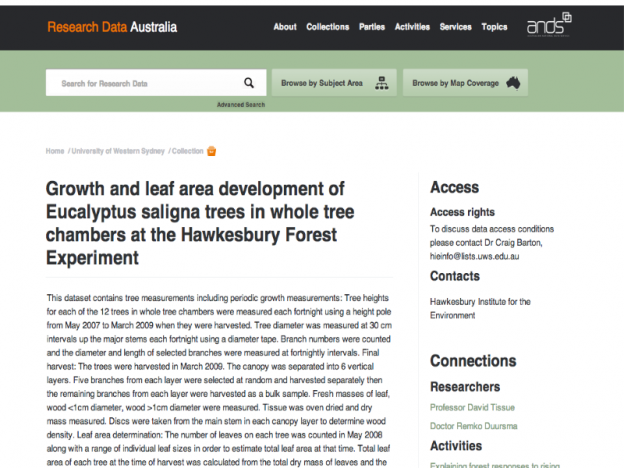 Research Data Australia
About Collections Parties Activities Services Topics
ands
Search for Research Data
Browse by Subject Area
Browse by Map Coverage
Advanced Search
Home / University of Western Sydney / Collection
Growth and leaf area development of
Eucalyptus saligna trees in whole tree
chambers at the Hawkesbury Forest
Experiment
This dataset contains tree measurements including periodic growth measurements: Tree heights
for each of the 12 trees in whole tree chambers were measured each fortnight using a height pole
from May 2007 to March 2009 when they were harvested. Tree diameter was measured at 30 cm
intervals up the major stems each fortnight using a diameter tape. Branch numbers were counted
and the diameter and length of selected branches were measured at fortnightly intervals. Final
harvest: The trees were harvested in March 2009. The canopy was separated into 6 vertical
layers. Five branches from each layer were selected at random and harvested separately then
the remaining branches from each layer were harvested as a bulk sample. Fresh masses of leaf,
wood <1cm diameter, wood >1cm diameter were measured. Tissue was oven dried and dry
mass measured. Discs were taken from the main stem in each canopy layer to determine wood
density. Leaf area determination: The number of leaves on each tree was counted in May 2008
along with a range of individual leaf sizes in order to estimate total leaf area at that time. Total leaf
area of each tree at the time of harvest was calculated from the total dry mass of leaves and the
Access
Access rights
To discuss data access conditions
please contact Dr Craig Barton,
hieinfo@lists.uws.edu.au
Contacts
Hawkesbury Institute for the
Environment
Connections
Researchers
Professor David Tissue
Doctor Remko Duursma
Activities
Explaining forest responses to rising